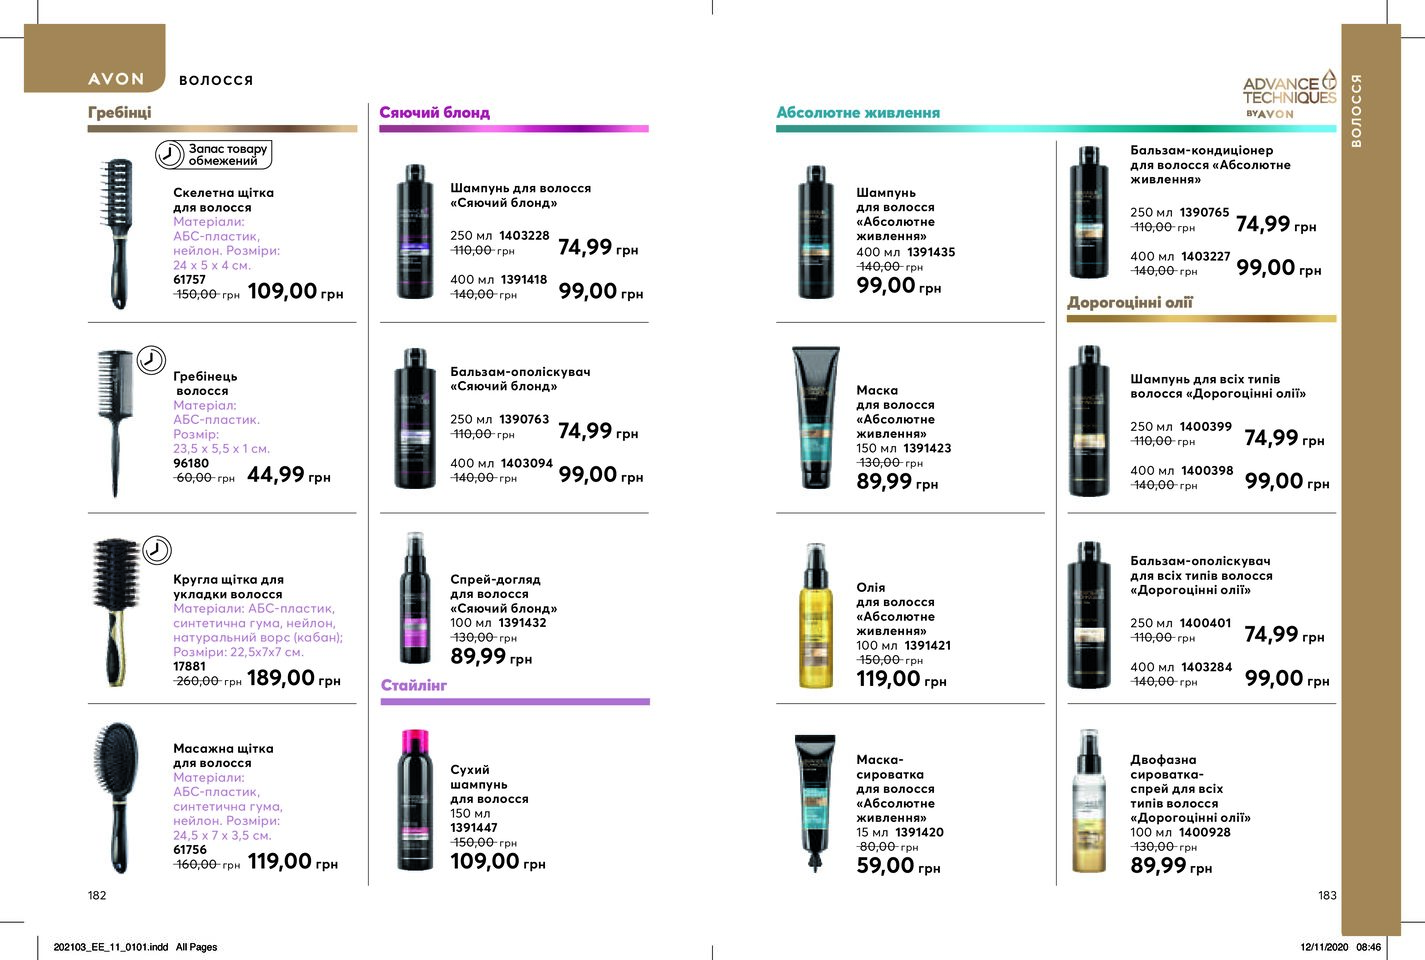 AVON
ВОЛОССЯ
Гребінці
Запас товару
обмежений
Скелетна щітка
для волосся
Матеріали:
АБС-пластик,
нейлон. Розміри:
24 х 5 х 4 см.
61757
150,00 грн 109,00 грн
Гребінець
волосся
Матеріал:
АБС-пластик.
Розмір:
23,5 х 5,5 х 1 см.
96180
60,00 грн 44,99 грн
Кругла щітка для
укладки волосся
Матеріали: АБС-пластик,
синтетична гума, нейлон,
натуральний ворс (кабан);
Розміри: 22,5х7х7 см.
17881
260,00 грн 189,00 грн
Масажна щітка
для волосся
Матеріали:
АБС-пластик,
синтетична гума,
нейлон. Розміри:
24,5 х 7 х 3,5 см.
61756
160,00 грн 119,00 грн
182
Сяючий блонд
Шампунь для волосся
«Сяючий блонд»
250 мл 1403228
110,00 грн 74,99 грн
400 мл 1391418
140,00 грн 99,00 грн
Бальзам-ополіскувач
«Сяючий блонд»
250 мл 1390763
110,00 грн 74,99 грн
400 мл 1403094
140,00 грн 99,00 грн
Спрей-догляд
для волосся
«Сяючий блонд»
100 мл 1391432
130,00 грн
89,99 грн
Стайлінг
Сухий
шампунь
для волосся
150 мл
1391447
150,00 грн
109,00 грн
Абсолютне живлення
ADVANCE
TECHNIQUES
BY AVON
ВОЛОССЯ
Шампунь
для волосся
«Абсолютне
живлення»
400 мл 1391435
140,00 грн
99,00 грн
Маска
для волосся
«Абсолютне
живлення»
150 мл 1391423
130,00 грн
89,99 грн
Олія
для волосся
«Абсолютне
живлення»
100 мл 1391421
150,00 грн
119,00 грн
Маска-
сироватка
для волосся
«Абсолютне
живлення»
15 мл 1391420
80,00 грн
59,00 грн
Бальзам-кондиціонер
для волосся «Абсолютне
живлення»
250 мл 1390765
110,00 грн 74,99 грн
400 мл 1403227
140,00 грн 99,00 грн
Дорогоцінні олії
Шампунь для всіх типів
волосся «Дорогоцінні олії»
250 мл 1400399
110,00 грн 74,99 грн
400 мл 1400398
140,00 грн 99,00 грн
Бальзам-ополіскувач
для всіх типів волосся
«Дорогоцінні олії»
250 мл 1400401
110,00 грн 74,99 грн
400 мл 1403284
140,00 грн 99,00 грн
Двофазна
сироватка-
спрей для всіх
типів волосся
«Дорогоцінні олії»
100 мл 1400928
130,00 грн
89,99 грн
183
202103_EE_11_0101.indd All Pages
12/11/2020 08:46